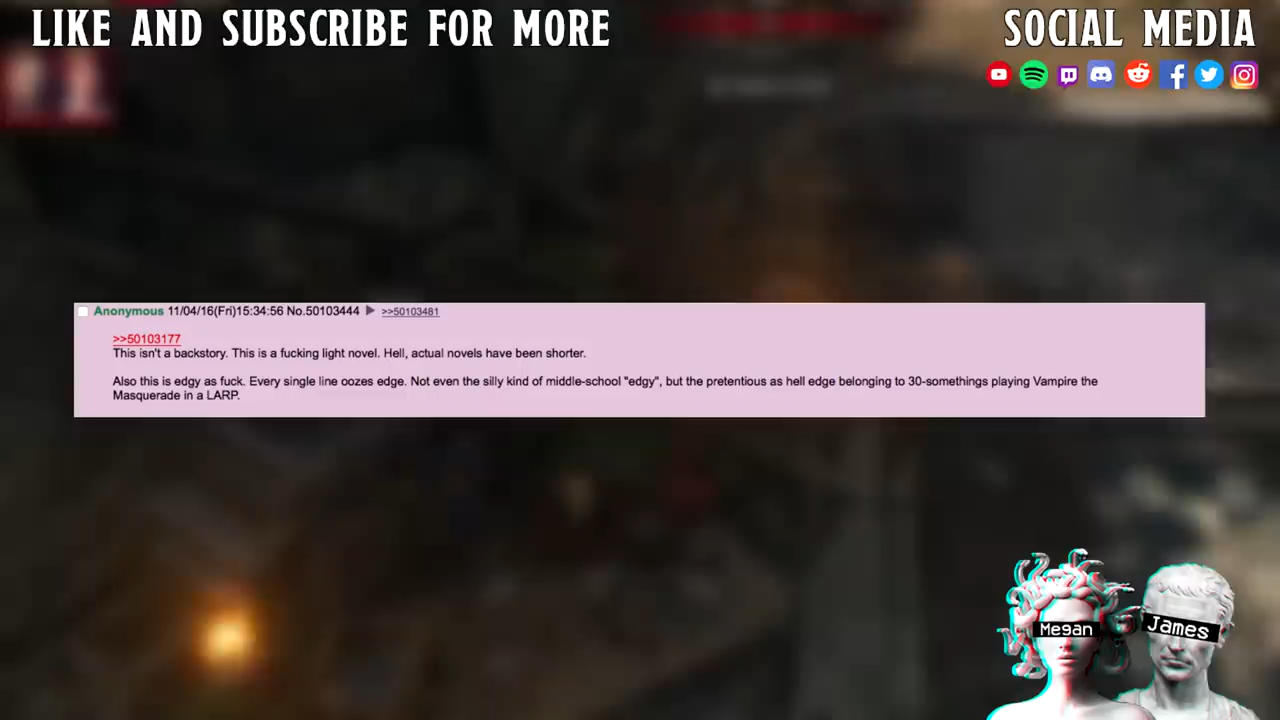 LIKE AND SUBSCRIBE FOR MORE
SOCIAL MEDIA
Anonymous 11/04/16(Fri)15:34:56 No.50103444 ▶ >>50103481
>>50103177
This isn't a backstory. This is a fucking light novel. Hell, actual novels have been shorter.
Also this is edgy as fuck. Every single line oozes edge. Not even the silly kind of middle-school "edgy", but the pretentious as hell edge belonging to 30-somethings playing Vampire the
Masquerade in a LARP.
Megan
James